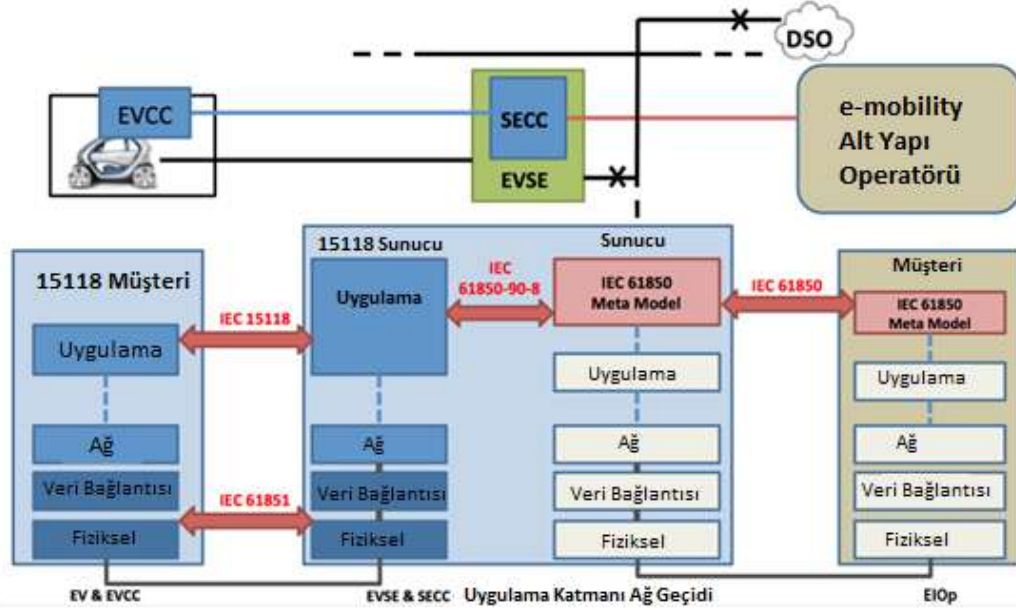 DSO
EVCC
SECC
EVSE
e-mobility
Alt Yapı
Operatörü
15118 Müşteri
Uygulama
Ağ
Veri Bağlantısı
Fiziksel
IEC 15118
IEC 61851
15118 Sunucu
Uygulama
Ağ
Veri Bağlantısı
Fiziksel
IEC
61850-90-8
Sunucu
IEC 61850
Meta Model
Uygulama
Ağ
Veri Bağlantısı
Fiziksel
IEC 61850
Müşteri
IEC 61850
Meta Model
Uygulama
Ağ
Veri Bağlantısı
Fiziksel
EV & EVCC
EVSE & SECC
Uygulama Katmanı Ağ Geçidi
EIOp